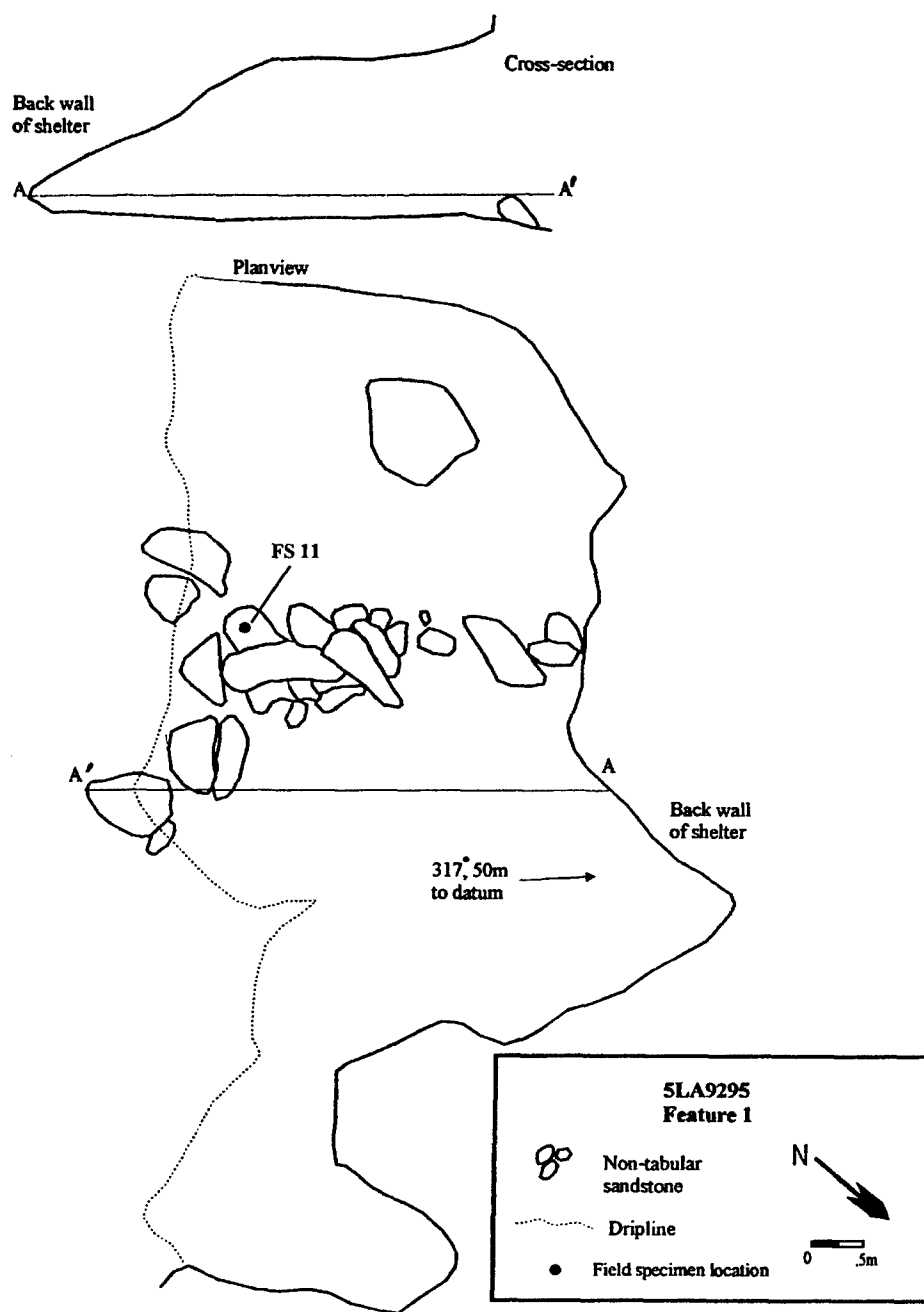 Cross-section
Back wall
of shelter
A
A'
Planview
FS 11
A'
A
Back wall
of shelter
317°, 50m
to datum
5LA9295
Feature 1
Non-tabular
sandstone
Dripline
Field specimen location
N
0
.5m